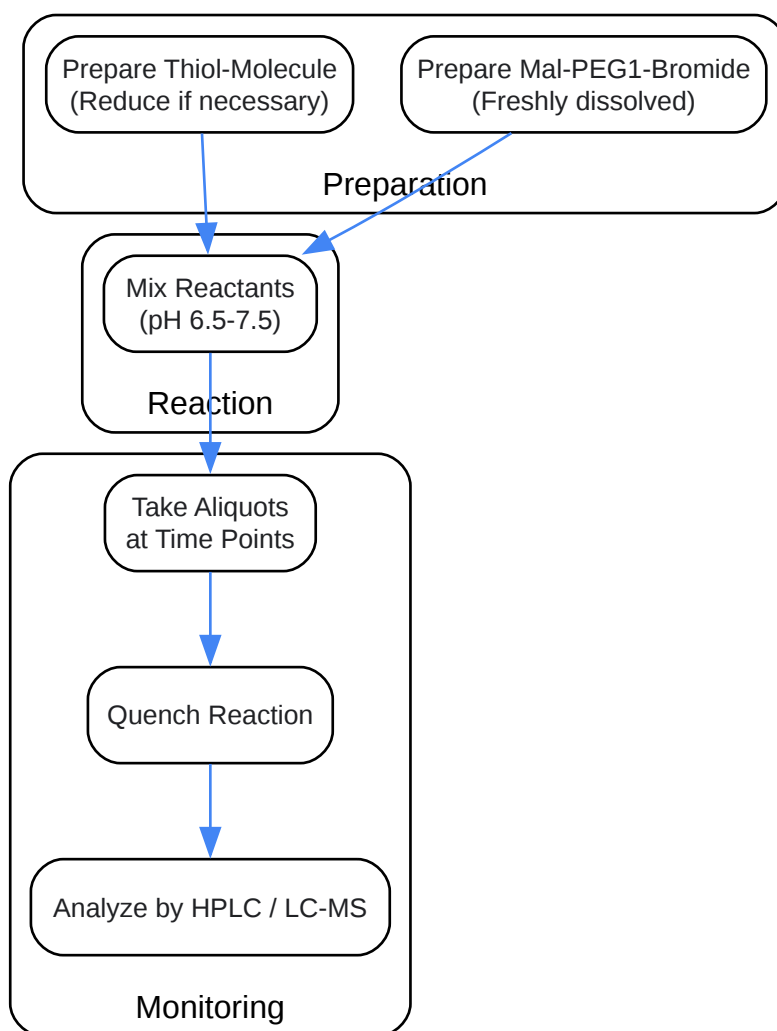 Prepare Thiol-Molecule
(Reduce if necessary)
Prepare Mal-PEG1-Bromide
(Freshly dissolved)
Preparation
Mix Reactants
(pH 6.5-7.5)
Reaction
Take Aliquots
at Time Points
Quench Reaction
Analyze by HPLC / LC-MS
Monitoring